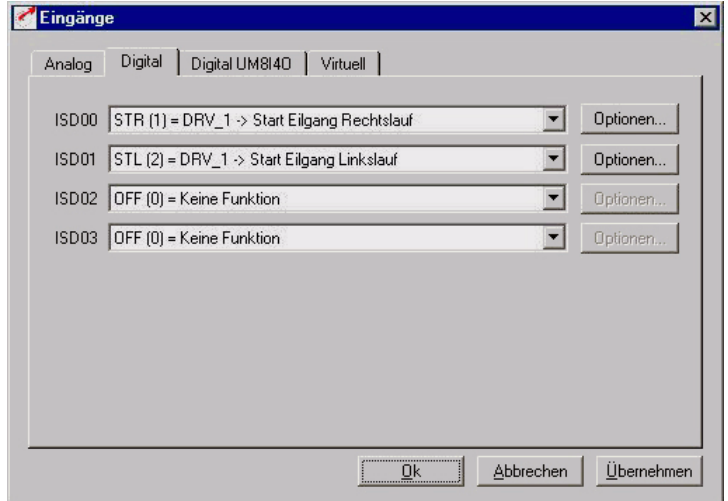 Eingänge
Analog Digital Digital UM8I4O Virtuell
ISD00 STR (1) = DRV_1 -> Start Eilgang Rechtslauf Optionen...
ISD01 STL (2) = DRV_1 -> Start Eilgang Linkslauf Optionen...
ISD02 OFF (0) = Keine Funktion Optionen...
ISD03 OFF (0) = Keine Funktion Optionen...
Ok Abbrechen Übernehmen